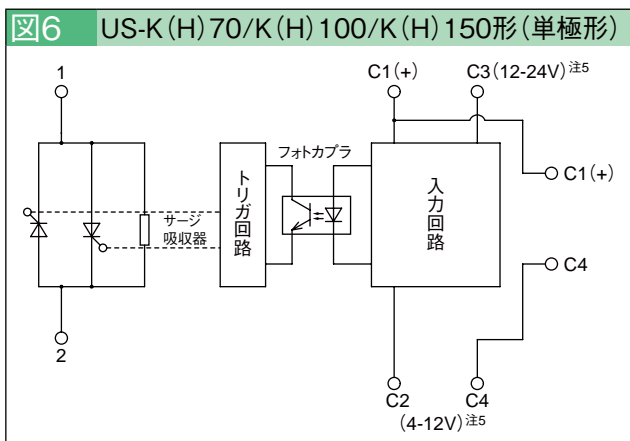 図6 US-K(H)70/K(H)100/K(H)150形(単極形)
1
C1(+)
C3(12-24V)注5
トリガ回路
フォトカプラ
入力回路
C1(+)
サージ
吸収器
C4
2
C2
C4
(4-12V)注5